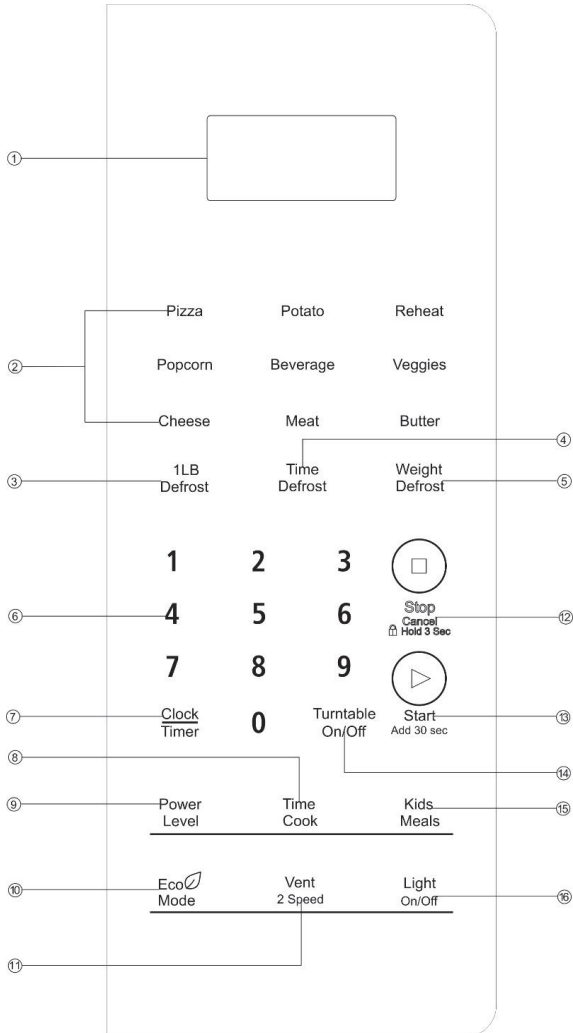 ①
Pizza Potato Reheat
② Popcorn Beverage Veggies
Cheese Meat Butter
④
③ 1LB Time Weight ⑤
Defrost Defrost Defrost
1 2 3
⑥ 4 5 6 Stop ⑫
Cancel
Hold 3 Sec
7 8 9
⑦ Clock 0 Turntable Start ⑬
Timer On/Off Add 30 sec
⑧ ⑭
⑨ Power Time Kids ⑮
Level Cook Meals
⑩ Eco Vent Light ⑯
Mode 2 Speed On/Off
⑪